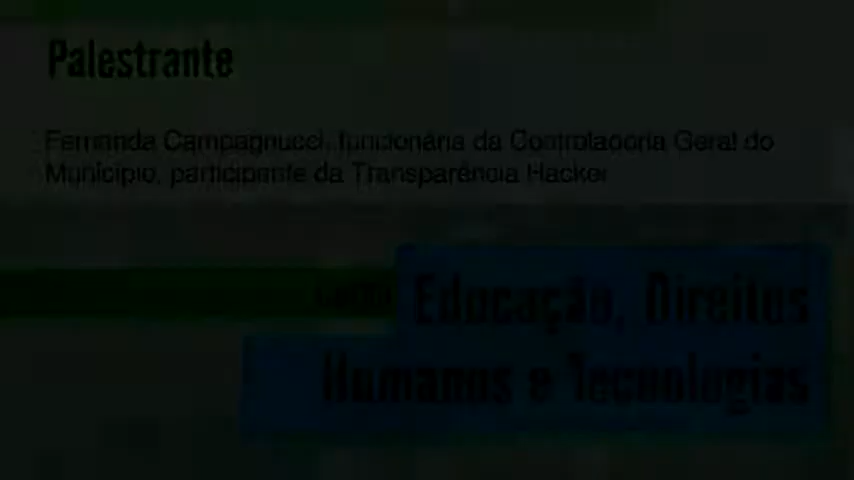 Palestrante
Fernanda Campagnucci, funcionária da Controladoria Geral do
Município, participante da Transparência Hacker
Educação, Direitos
Humanos e Tecnologias